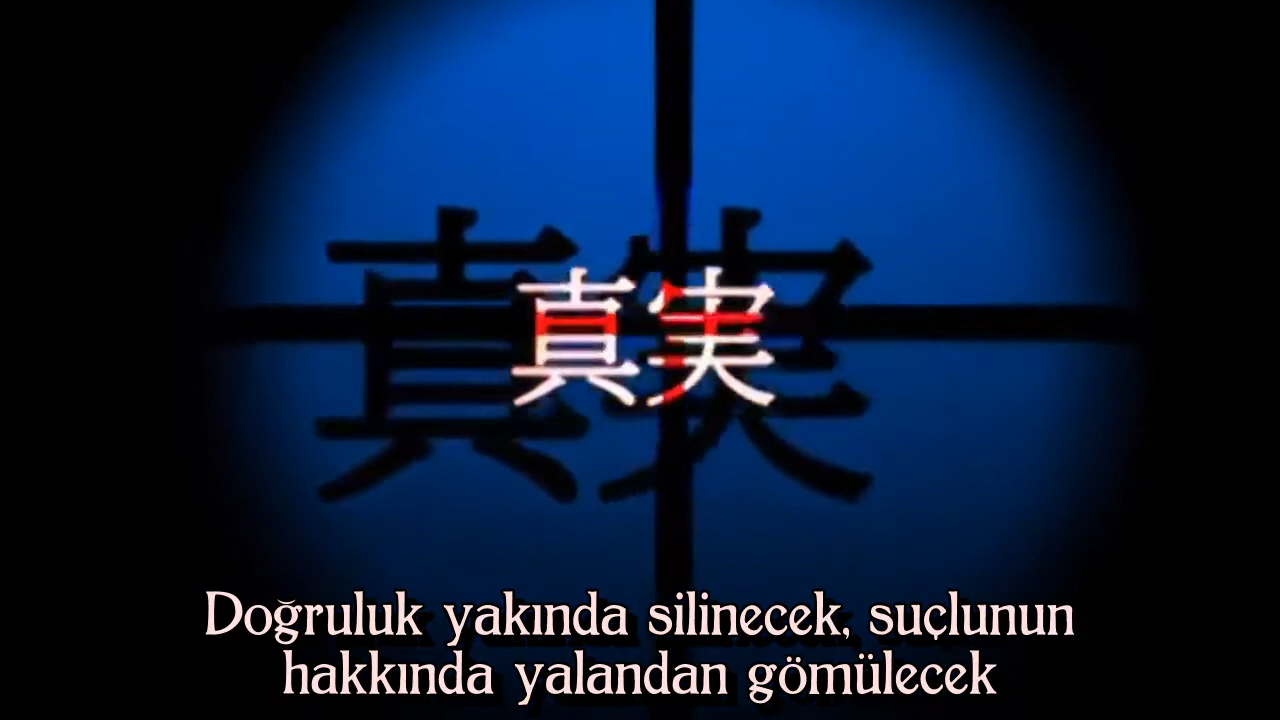 真実
Doğruluk yakında silinecek, suçlunun
hakkında yalandan gömülecek